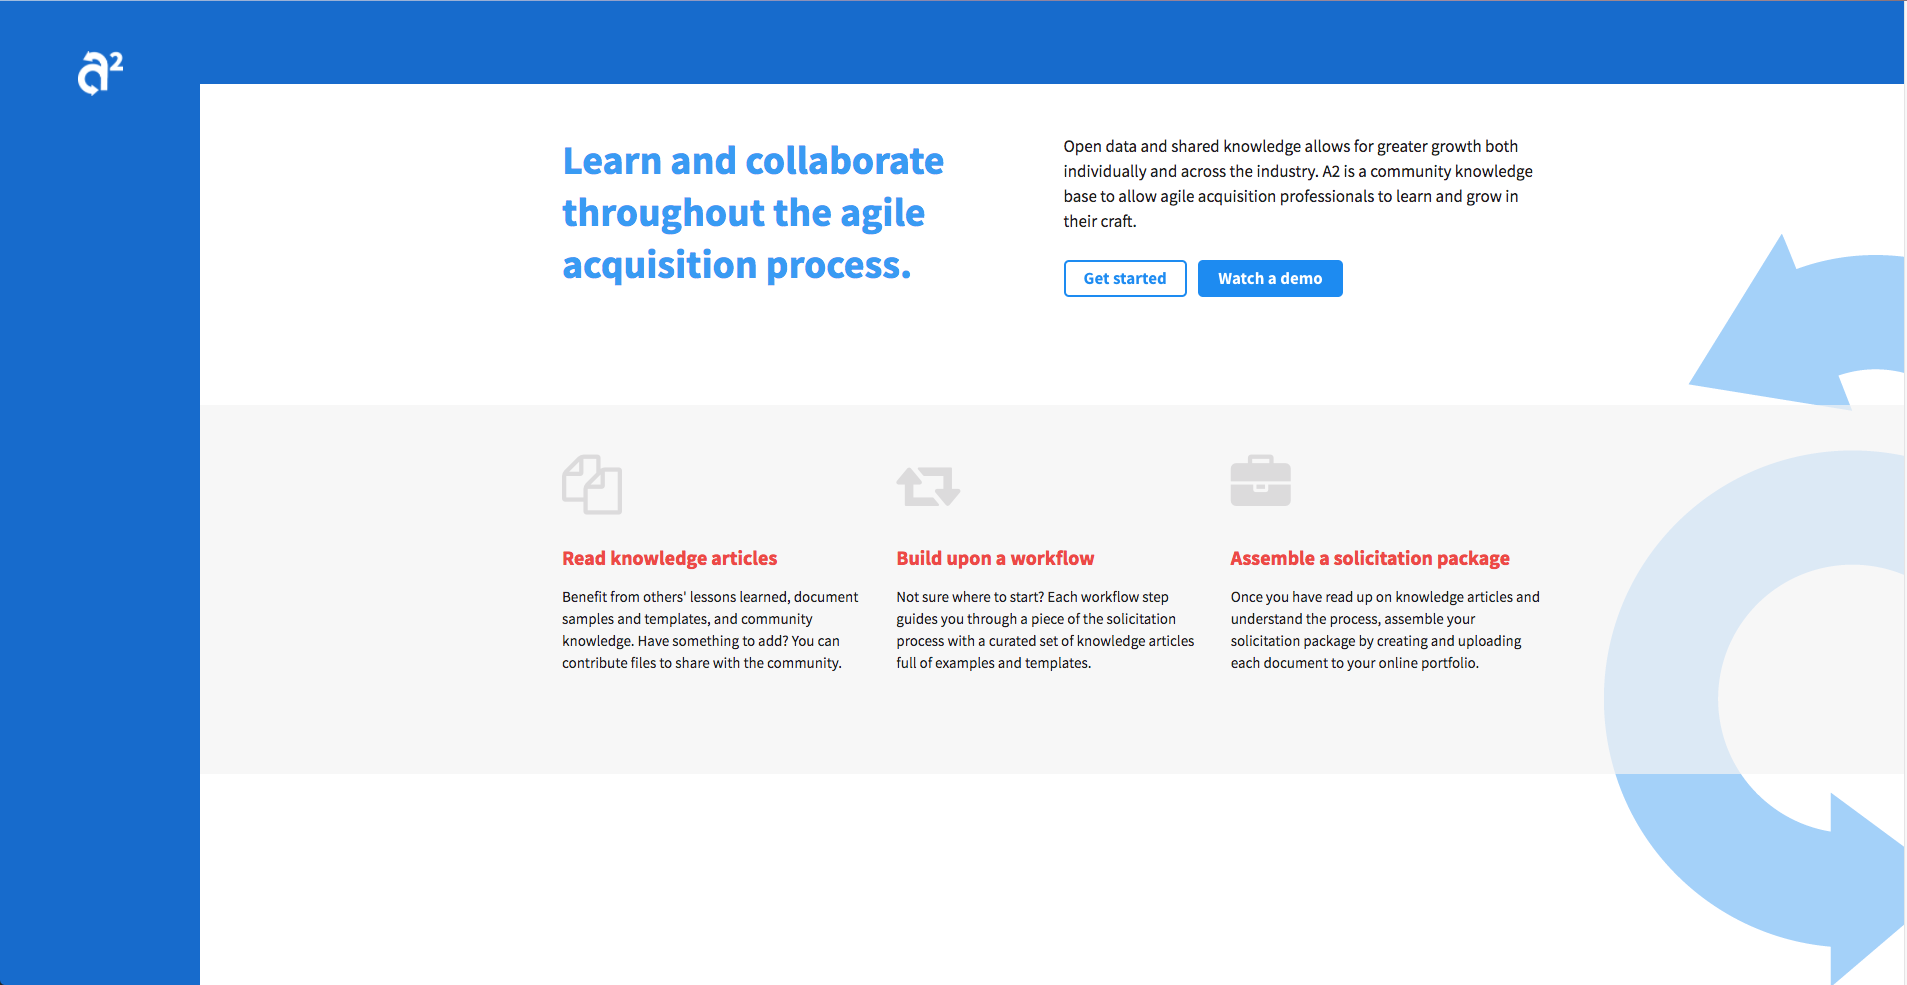 a²
Learn and collaborate
throughout the agile
acquisition process.
Open data and shared knowledge allows for greater growth both
individually and across the industry. A2 is a community knowledge
base to allow agile acquisition professionals to learn and grow in
their craft.
Get started
Watch a demo
Read knowledge articles
Benefit from others' lessons learned, document
samples and templates, and community
knowledge. Have something to add? You can
contribute files to share with the community.
Build upon a workflow
Not sure where to start? Each workflow step
guides you through a piece of the solicitation
process with a curated set of knowledge articles
full of examples and templates.
Assemble a solicitation package
Once you have read up on knowledge articles and
understand the process, assemble your
solicitation package by creating and uploading
each document to your online portfolio.